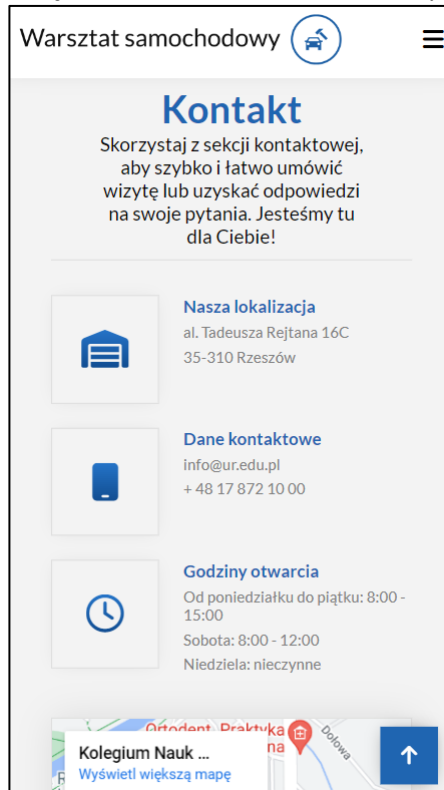 Warsztat samochodowy
Kontakt
Skorzystaj z sekcji kontaktowej,
aby szybko i łatwo umówić
wizytę lub uzyskać odpowiedzi
na swoje pytania. Jesteśmy tu
dla Ciebie!
Nasza lokalizacja
al. Tadeusza Rejtana 16C
35-310 Rzeszów
Dane kontaktowe
info@ur.edu.pl
+ 48 17 872 10 00
Godziny otwarcia
Od poniedziałku do piątku: 8:00 -
15:00
Sobota: 8:00 - 12:00
Niedziela: nieczynne
Ortodent. Praktyka
Dołowa
Kolegium Nauk ...
Wyświetl większą mapę